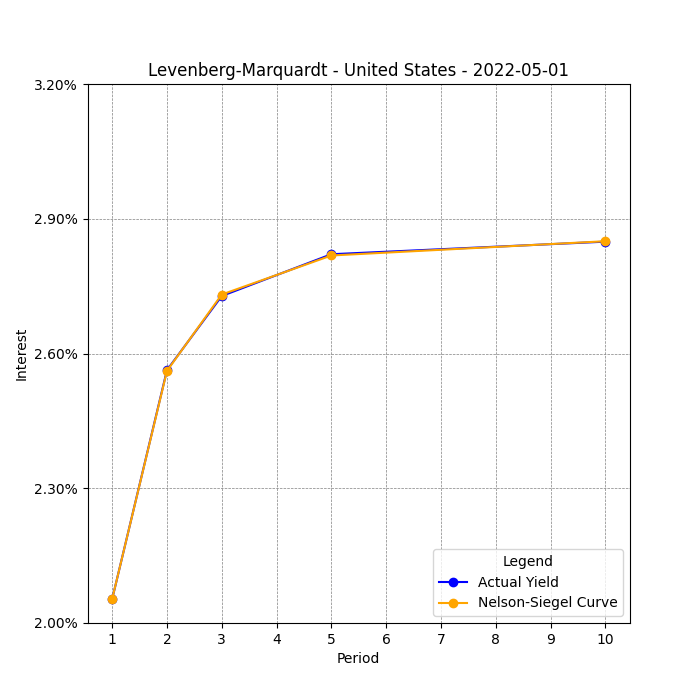 Levenberg-Marquardt - United States - 2022-05-01
3.20%
2.90%
2.60%
2.30%
2.00%
Interest
1 2 3 4 5 6 7 8 9 10
Period
Legend
Actual Yield
Nelson-Siegel Curve